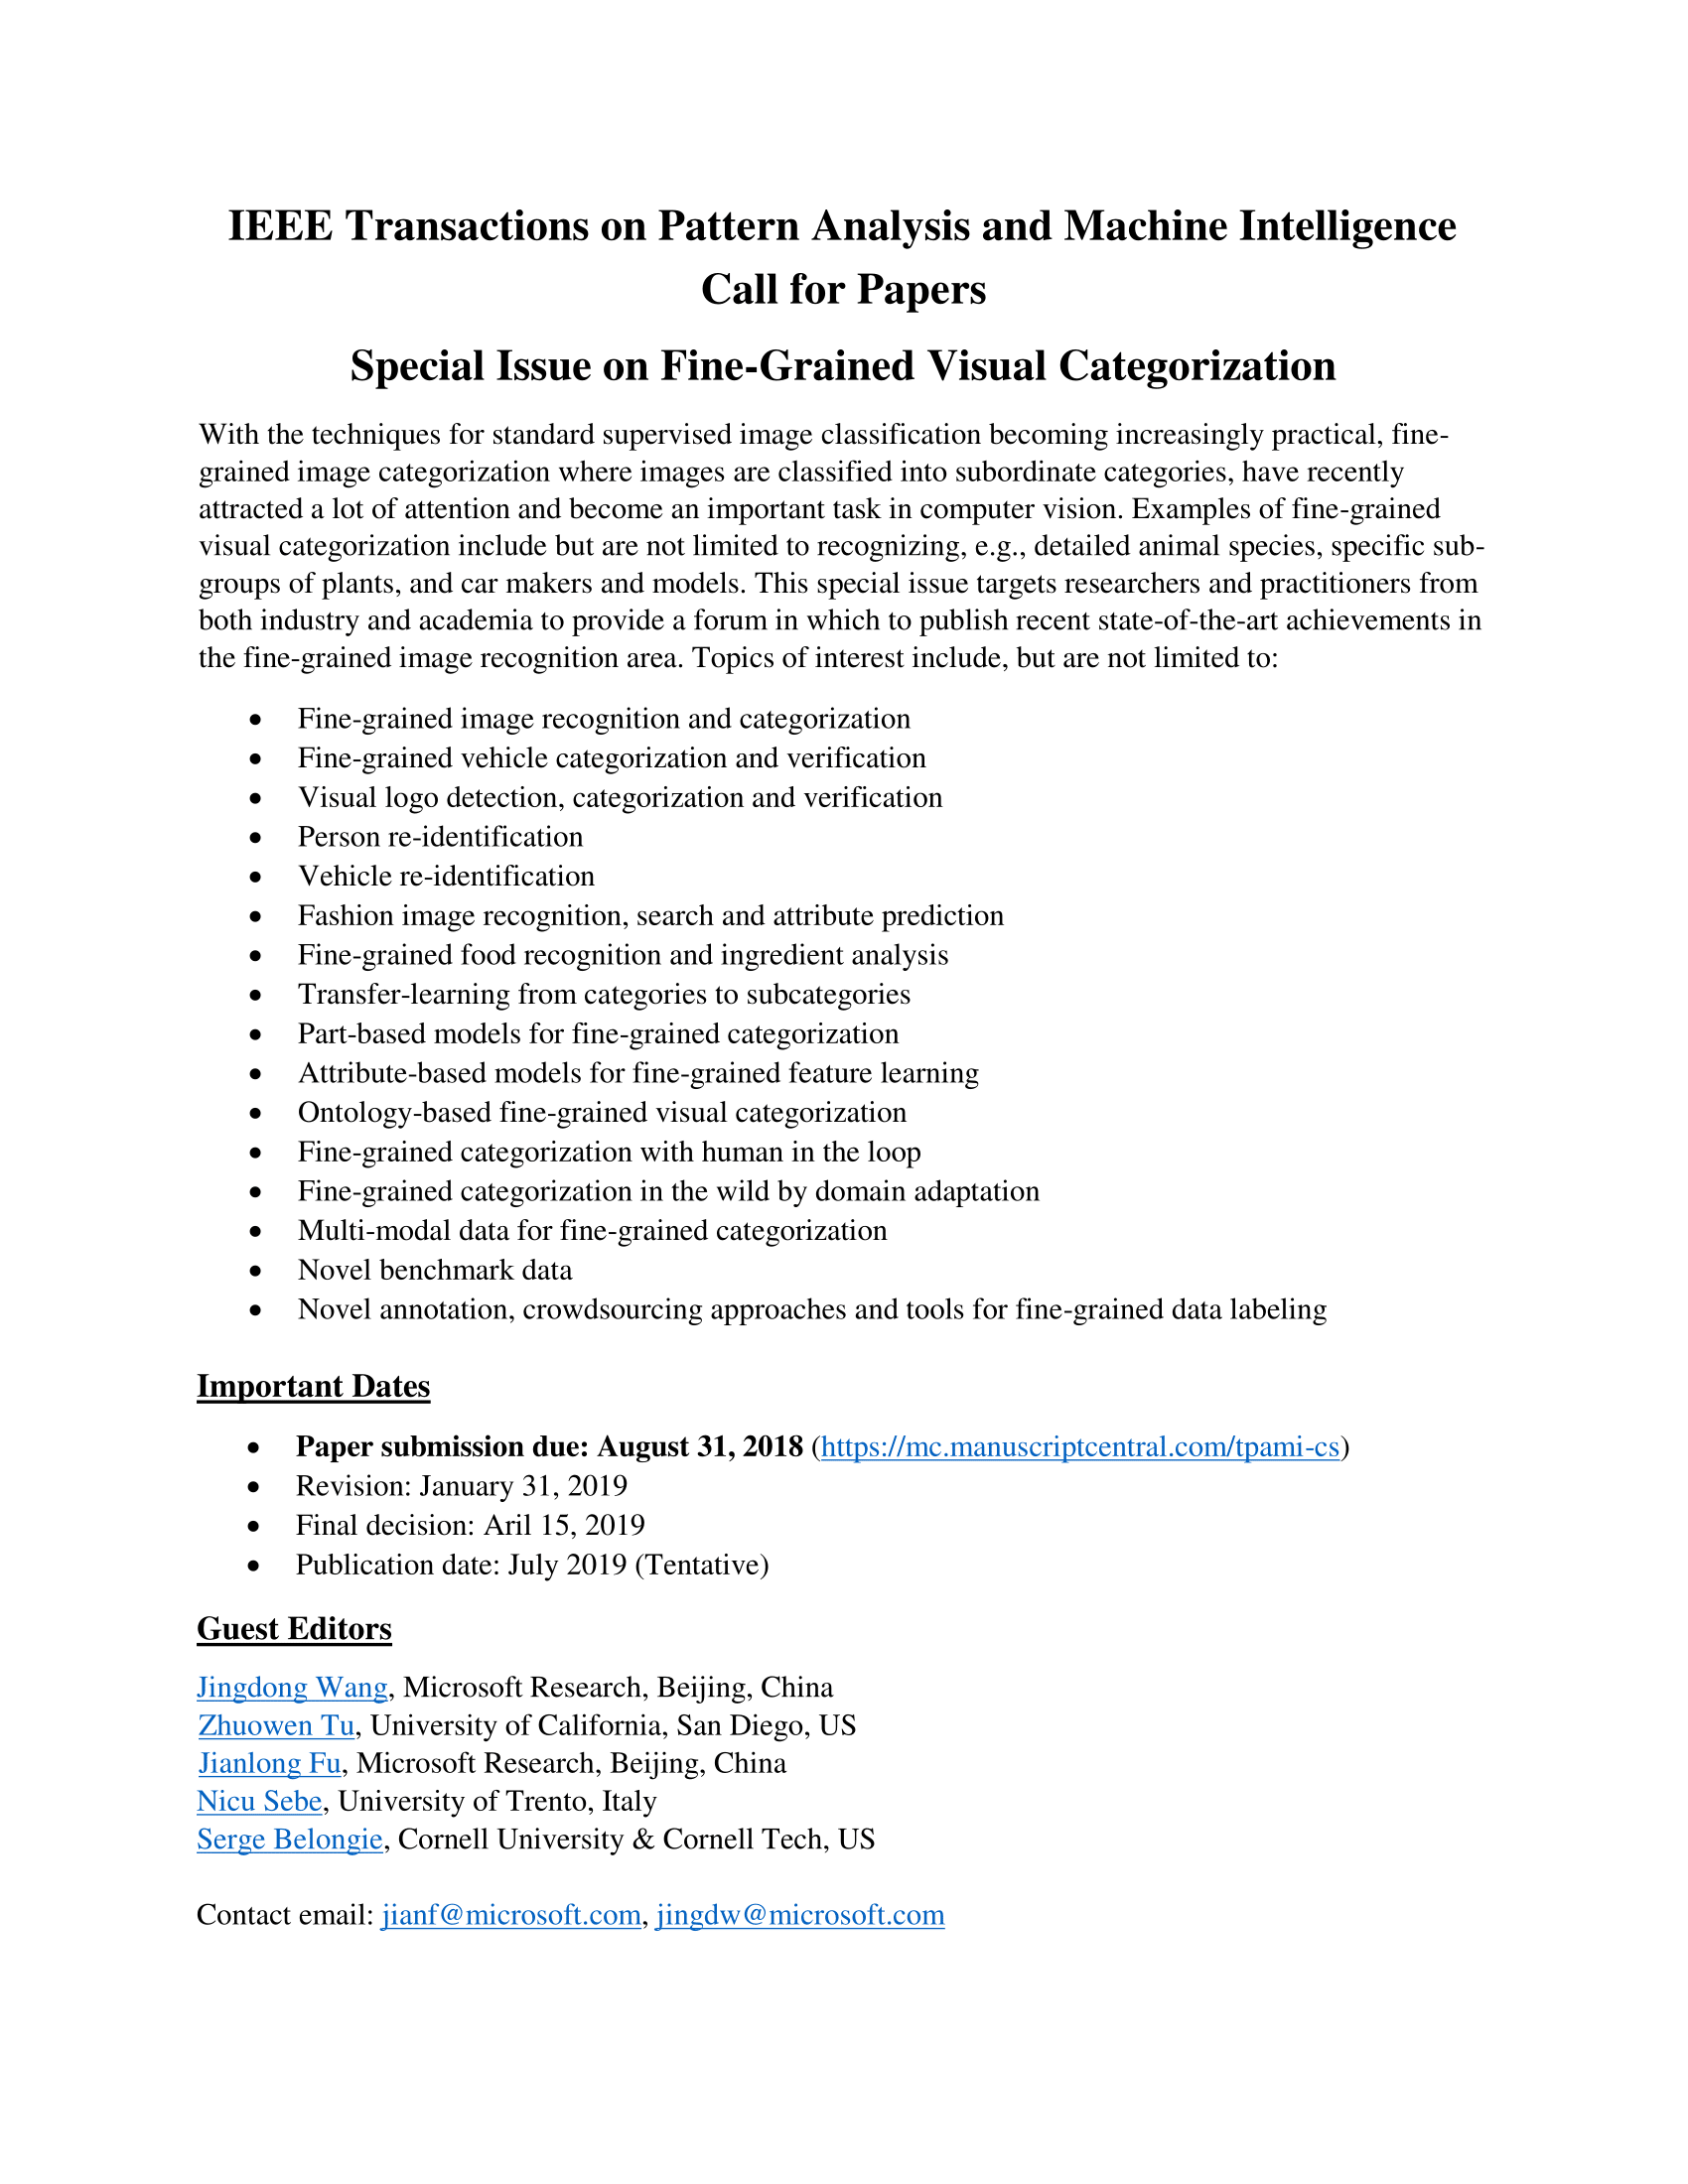 IEEE Transactions on Pattern Analysis and Machine Intelligence
Call for Papers
Special Issue on Fine-Grained Visual Categorization
With the techniques for standard supervised image classification becoming increasingly practical, fine-
grained image categorization where images are classified into subordinate categories, have recently
attracted a lot of attention and become an important task in computer vision. Examples of fine-grained
visual categorization include but are not limited to recognizing, e.g., detailed animal species, specific sub-
groups of plants, and car makers and models. This special issue targets researchers and practitioners from
both industry and academia to provide a forum in which to publish recent state-of-the-art achievements in
the fine-grained image recognition area. Topics of interest include, but are not limited to:
• Fine-grained image recognition and categorization
• Fine-grained vehicle categorization and verification
• Visual logo detection, categorization and verification
• Person re-identification
• Vehicle re-identification
• Fashion image recognition, search and attribute prediction
• Fine-grained food recognition and ingredient analysis
• Transfer-learning from categories to subcategories
• Part-based models for fine-grained categorization
• Attribute-based models for fine-grained feature learning
• Ontology-based fine-grained visual categorization
• Fine-grained categorization with human in the loop
• Fine-grained categorization in the wild by domain adaptation
• Multi-modal data for fine-grained categorization
• Novel benchmark data
• Novel annotation, crowdsourcing approaches and tools for fine-grained data labeling
Important Dates
• Paper submission due: August 31, 2018 (https://mc.manuscriptcentral.com/tpami-cs)
• Revision: January 31, 2019
• Final decision: Aril 15, 2019
• Publication date: July 2019 (Tentative)
Guest Editors
Jingdong Wang, Microsoft Research, Beijing, China
Zhuowen Tu, University of California, San Diego, US
Jianlong Fu, Microsoft Research, Beijing, China
Nicu Sebe, University of Trento, Italy
Serge Belongie, Cornell University & Cornell Tech, US
Contact email: jianf@microsoft.com, jingdw@microsoft.com